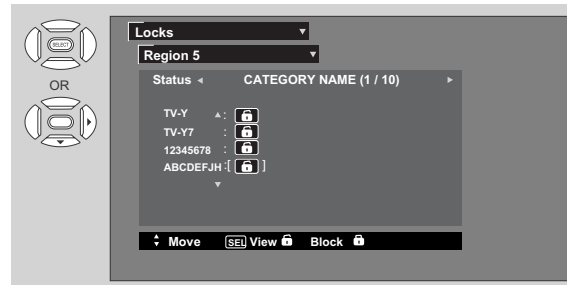 SELECT
OR
Locks
Region 5
Status CATEGORY NAME (1 / 10)
TV-Y :
TV-Y7 :
12345678 :
ABCDEFJH :[ ]
Move SEL View Block